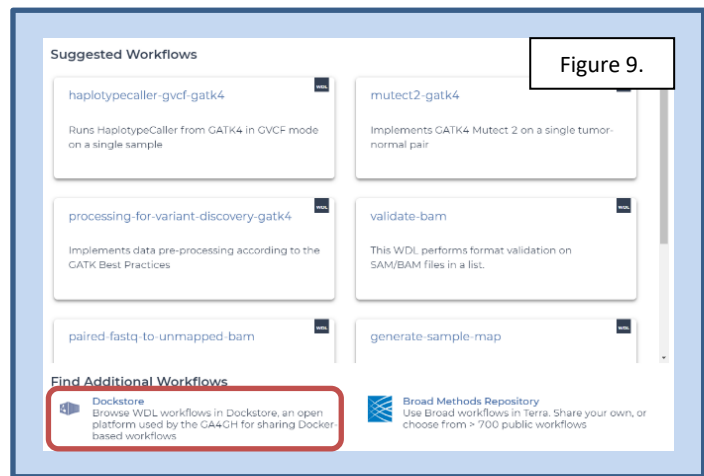 Suggested Workflows
Figure 9.
haplotypecaller-gvcf-gatk4
WDL
Runs HaplotypeCaller from GATK4 in GVCF mode
on a single sample
mutect2-gatk4
Implements GATK4 Mutect 2 on a single tumor-
normal pair
processing-for-variant-discovery-gatk4
WDL
Implements data pre-processing according to the
GATK Best Practices
validate-bam
WDL
This WDL performs format validation on
SAM/BAM files in a list.
paired-fastq-to-unmapped-bam
WDL
generate-sample-map
WDL
Find Additional Workflows
Dockstore
Browse WDL workflows in Dockstore, an open
platform used by the GA4GH for sharing Docker-
based workflows
Broad Methods Repository
Use Broad workflows in Terra. Share your own, or
choose from > 700 public workflows